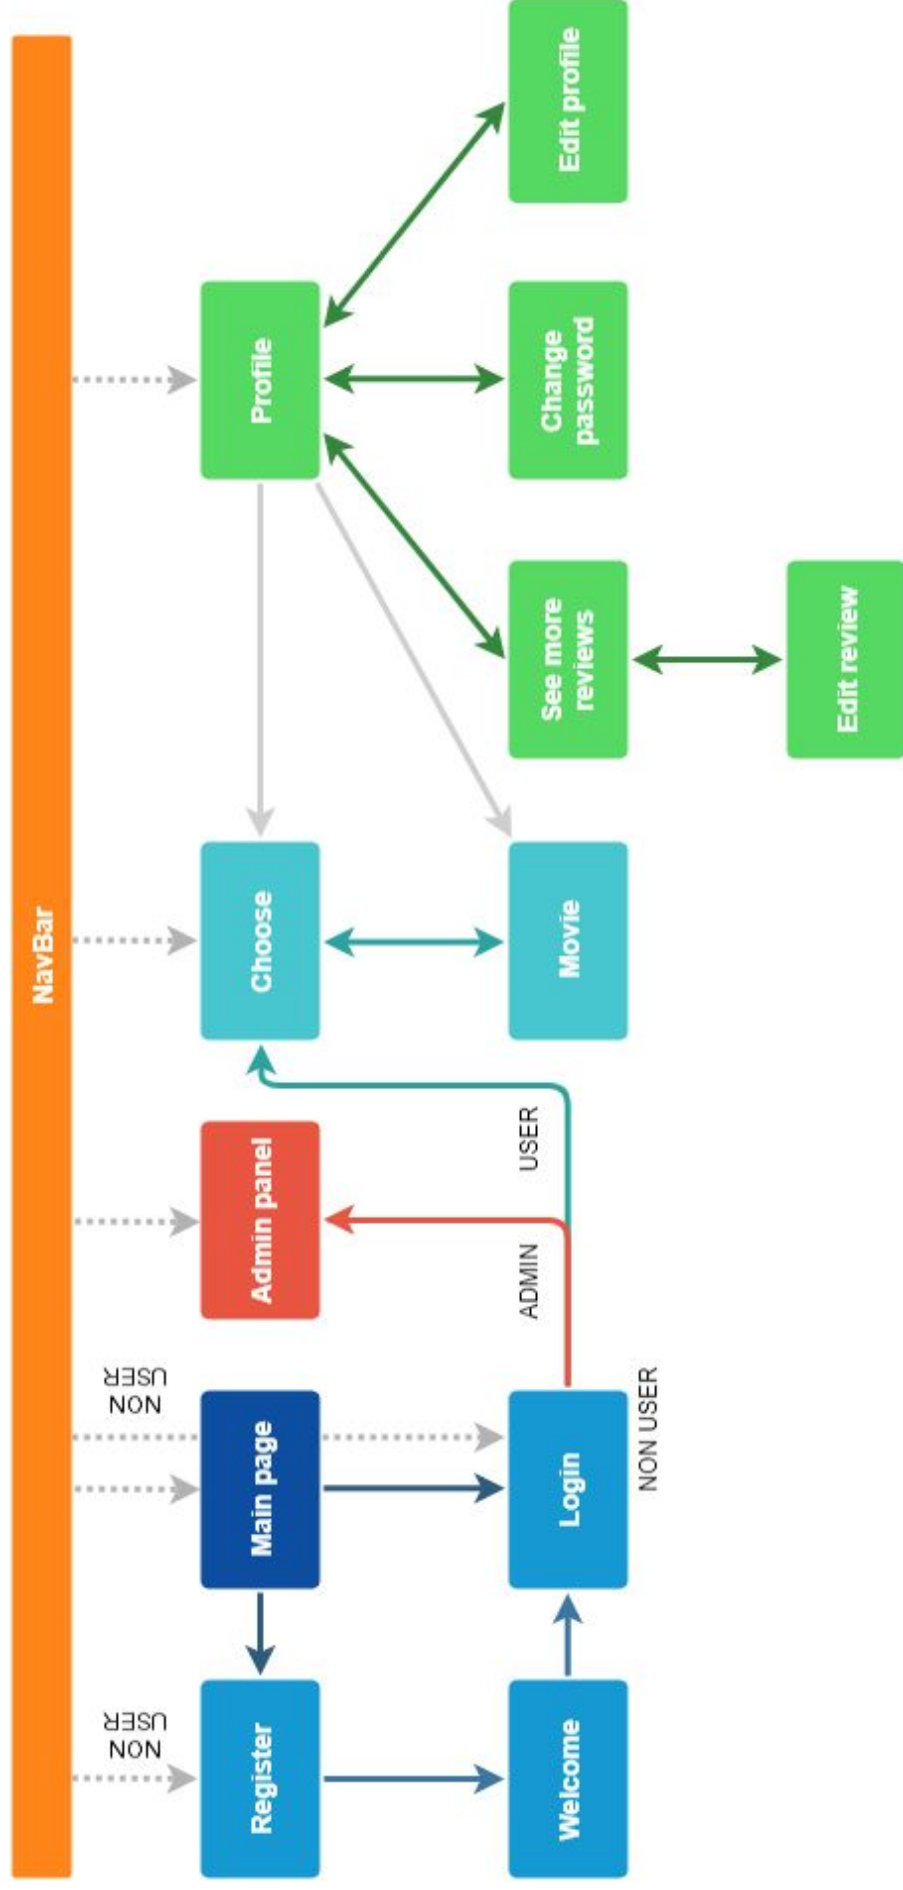 NavBar
NON
USER
NON
USER
Register
Main page
Admin panel
Choose
Profile
ADMIN
USER
Welcome
Login
NON USER
Movie
See more
reviews
Change
password
Edit profile
Edit review